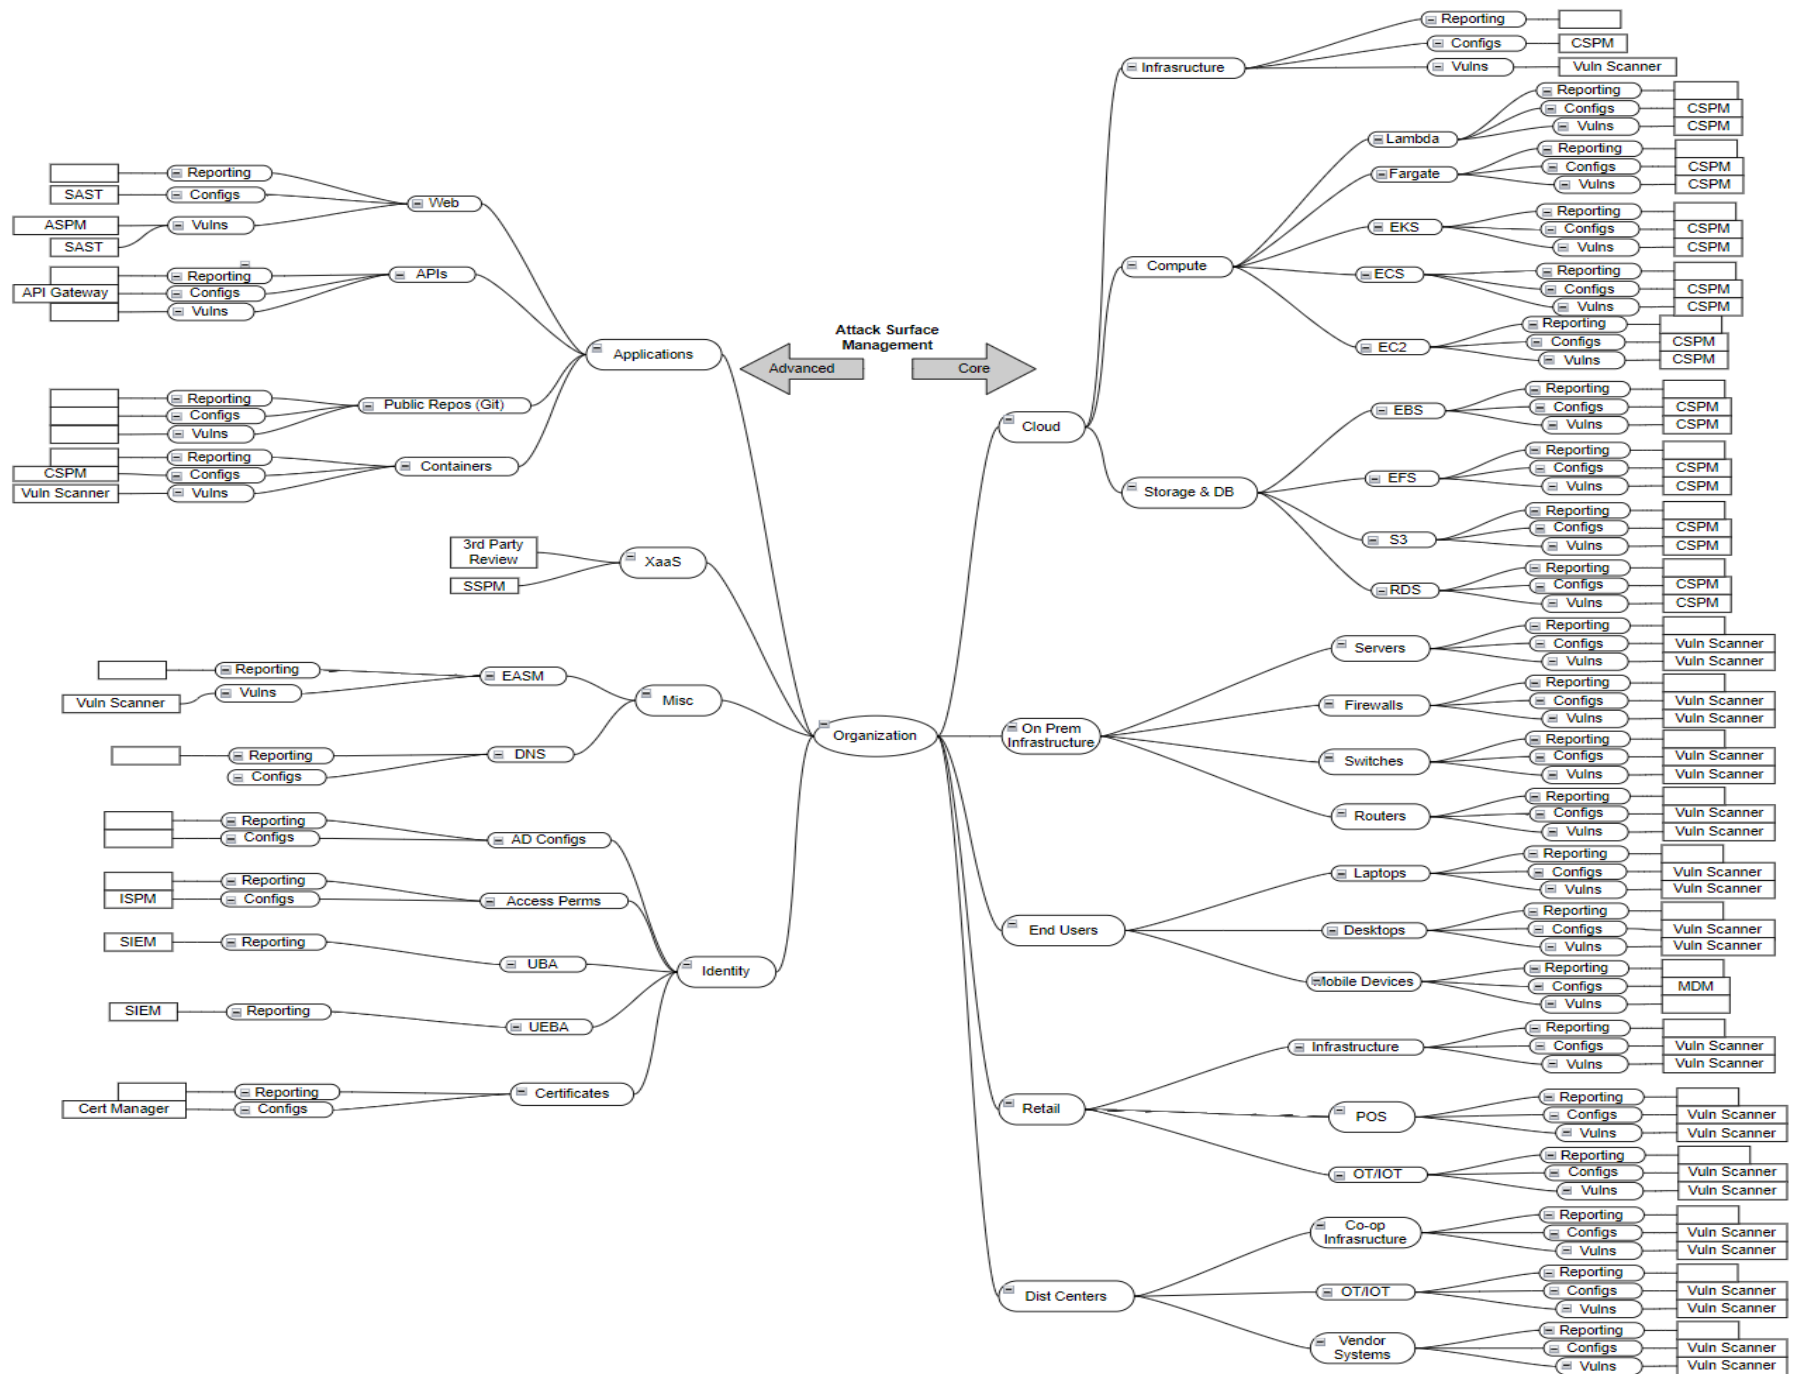 Attack Surface
Management
Advanced
Core
Organization
Applications
Web
Reporting
Configs
SAST
Vulns
ASPM
SAST
APIs
Reporting
Configs
API Gateway
Vulns
Public Repos (Git)
Reporting
Configs
Vulns
Containers
Reporting
Configs
CSPM
Vulns
Vuln Scanner
XaaS
3rd Party
Review
SSPM
Misc
EASM
Reporting
Vulns
Vuln Scanner
DNS
Reporting
Configs
Identity
AD Configs
Reporting
Configs
Access Perms
Reporting
Configs
ISPM
UBA
Reporting
SIEM
UEBA
Reporting
SIEM
Certificates
Reporting
Configs
Cert Manager
Cloud
Infrasructure
Reporting
Configs
CSPM
Vulns
Vuln Scanner
Compute
Lambda
Reporting
Configs
CSPM
Vulns
CSPM
Fargate
Reporting
Configs
CSPM
Vulns
CSPM
EKS
Reporting
Configs
CSPM
Vulns
CSPM
ECS
Reporting
Configs
CSPM
Vulns
CSPM
EC2
Reporting
Configs
CSPM
Vulns
CSPM
Storage & DB
EBS
Reporting
Configs
CSPM
Vulns
CSPM
EFS
Reporting
Configs
CSPM
Vulns
CSPM
S3
Reporting
Configs
CSPM
Vulns
CSPM
RDS
Reporting
Configs
CSPM
Vulns
CSPM
On Prem
Infrastructure
Servers
Reporting
Configs
Vuln Scanner
Vulns
Vuln Scanner
Firewalls
Reporting
Configs
Vuln Scanner
Vulns
Vuln Scanner
Switches
Reporting
Configs
Vuln Scanner
Vulns
Vuln Scanner
Routers
Reporting
Configs
Vuln Scanner
Vulns
Vuln Scanner
End Users
Laptops
Reporting
Configs
Vuln Scanner
Vulns
Vuln Scanner
Desktops
Reporting
Configs
Vuln Scanner
Vulns
Vuln Scanner
Mobile Devices
Reporting
Configs
MDM
Vulns
Retail
Infrastructure
Reporting
Configs
Vuln Scanner
Vulns
Vuln Scanner
POS
Reporting
Configs
Vuln Scanner
Vulns
Vuln Scanner
OT/IOT
Reporting
Configs
Vuln Scanner
Vulns
Vuln Scanner
Dist Centers
Co-op
Infrasructure
Reporting
Configs
Vuln Scanner
Vulns
Vuln Scanner
OT/IOT
Reporting
Configs
Vuln Scanner
Vulns
Vuln Scanner
Vendor
Systems
Reporting
Configs
Vuln Scanner
Vulns
Vuln Scanner